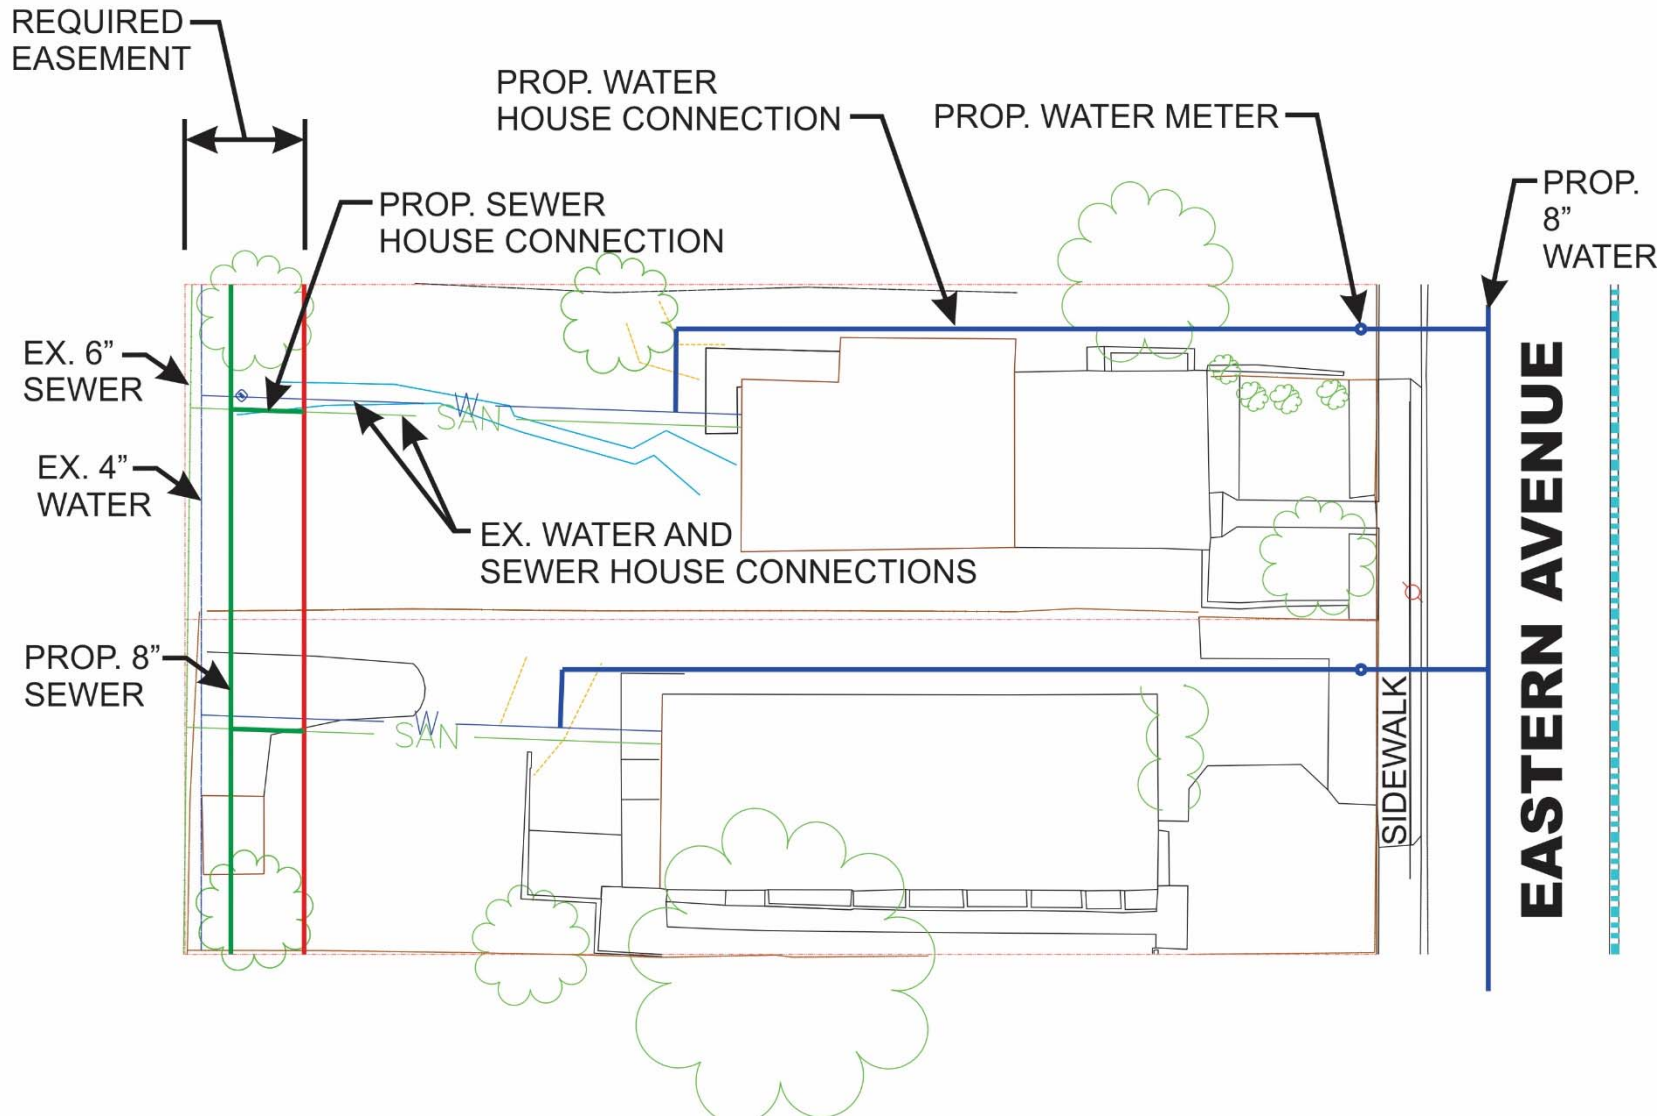 REQUIRED
EASEMENT
PROP. WATER
HOUSE CONNECTION
PROP. WATER METER
PROP.
8”
WATER
PROP. SEWER
HOUSE CONNECTION
EX. 6”
SEWER
W
SAN
EX. 4”
WATER
EX. WATER AND
SEWER HOUSE CONNECTIONS
PROP. 8”
SEWER
W
SAN
SIDEWALK
EASTERN AVENUE